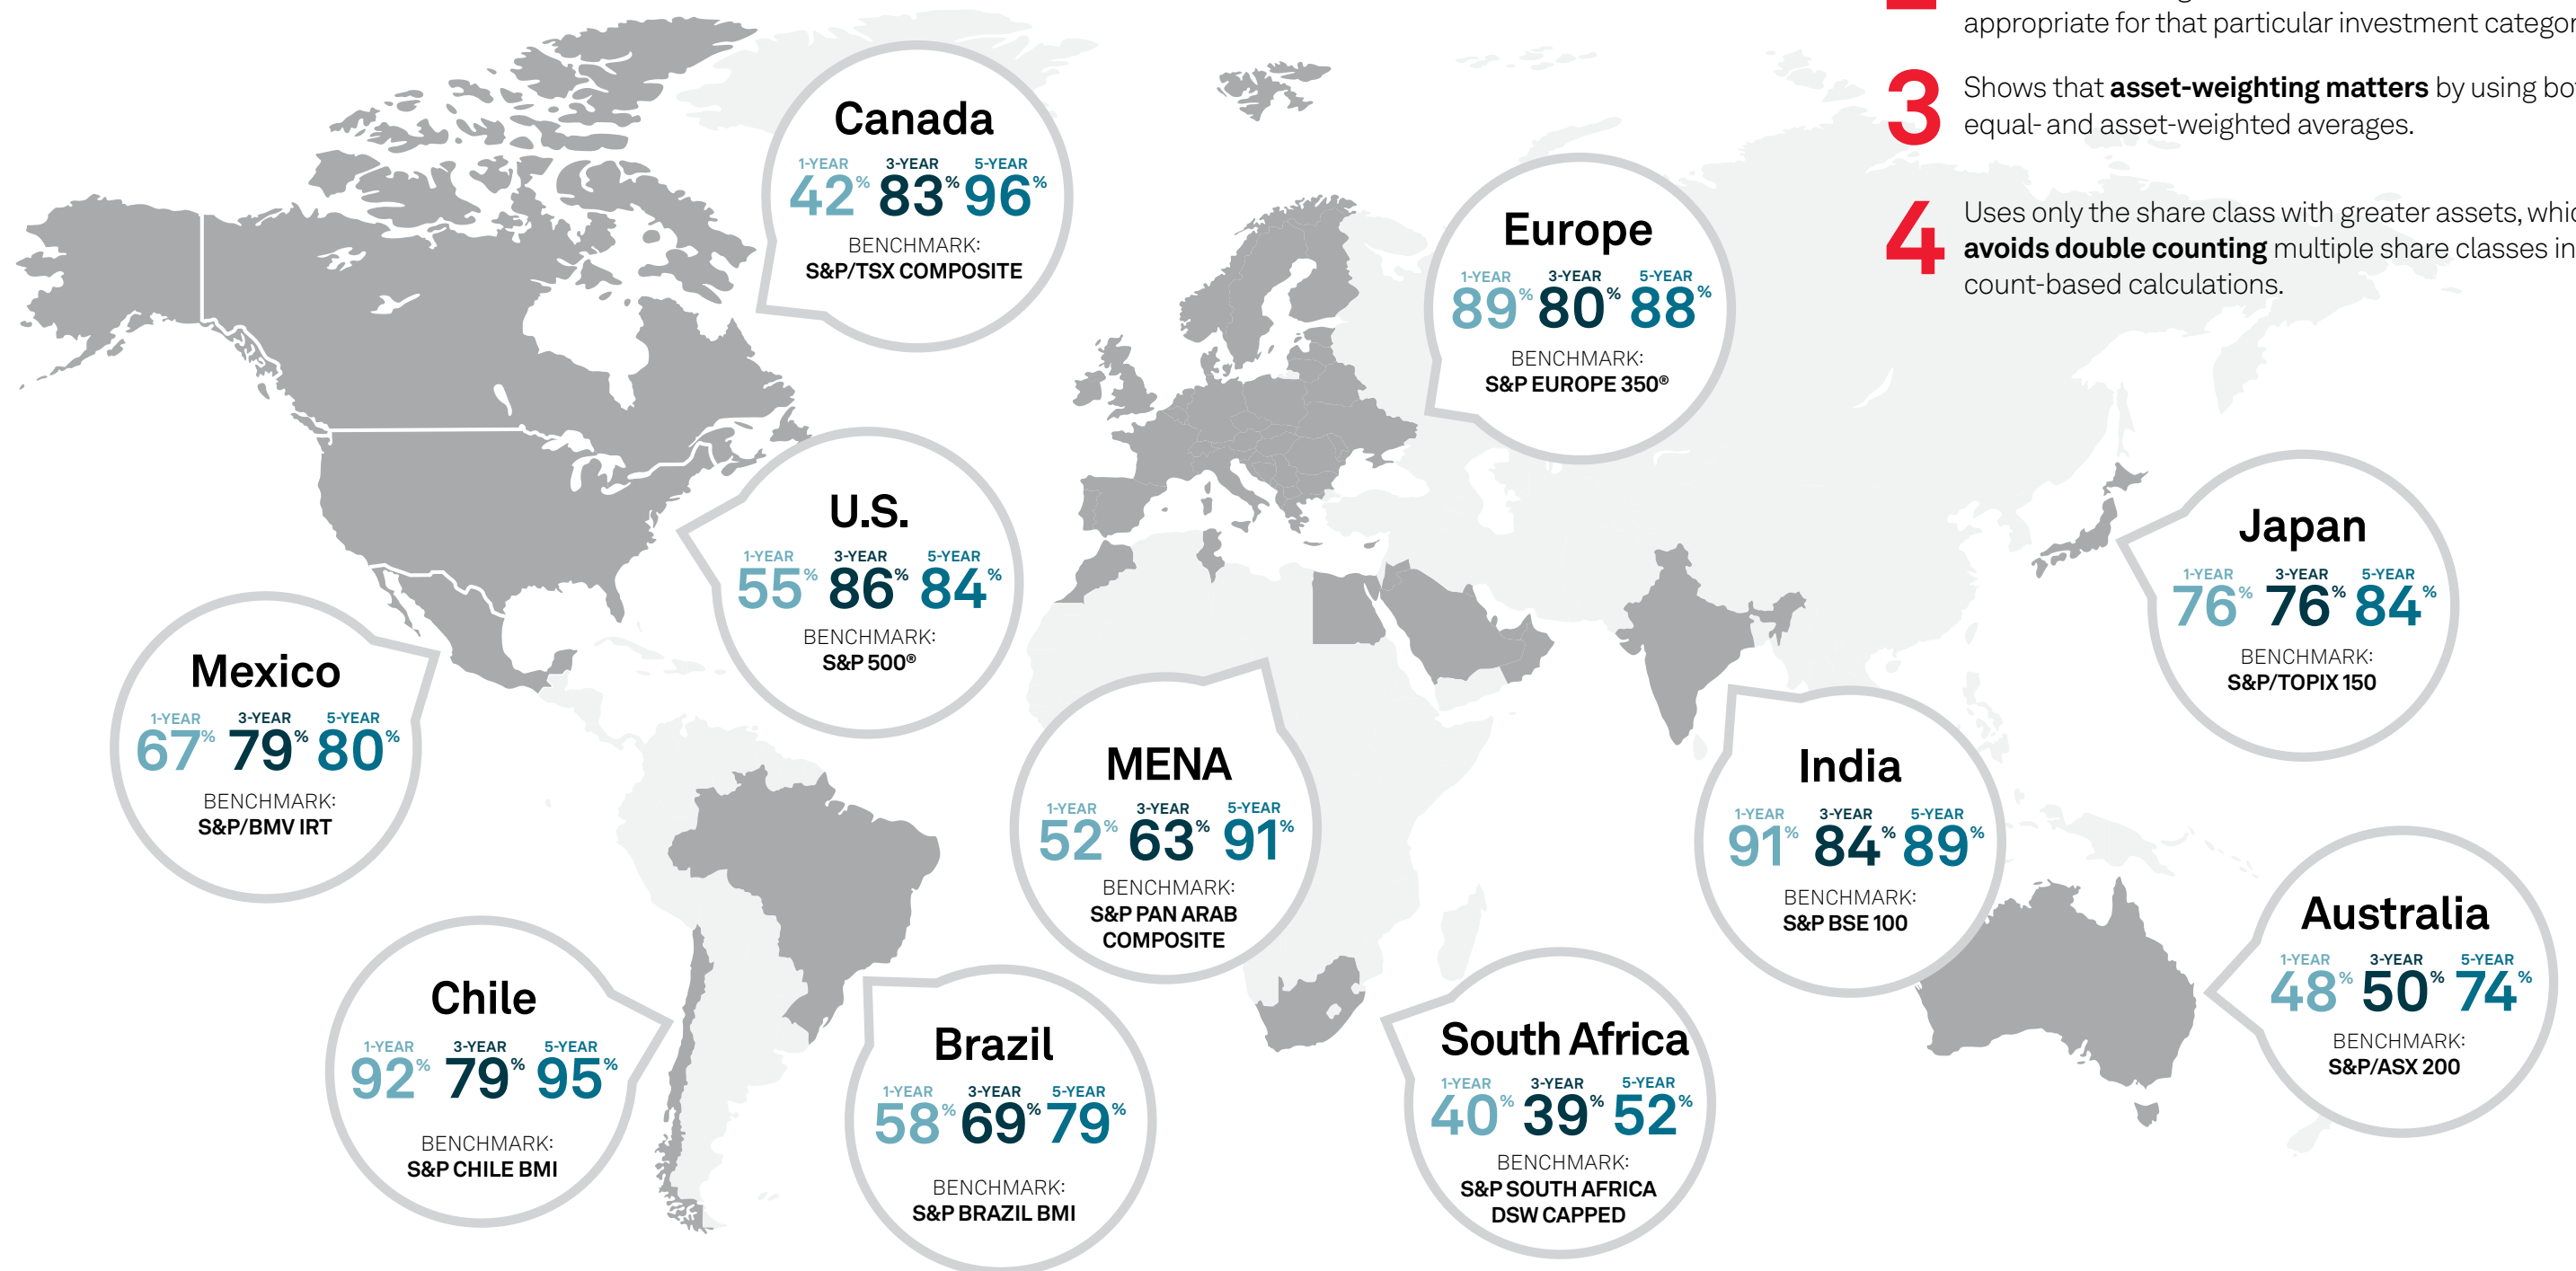 appropriate for that particular investment
3
Shows that asset-weighting matters by using
equal- and asset-weighted averages.
4
Uses only the share class with greater assets,
avoids double counting multiple share classes in
count-based calculations.
Canada
1-YEAR 3-YEAR 5-YEAR
42% 83% 96%
BENCHMARK:
S&P/TSX COMPOSITE
Europe
1-YEAR 3-YEAR 5-YEAR
89% 80% 88%
BENCHMARK:
S&P EUROPE 350®
U.S.
1-YEAR 3-YEAR 5-YEAR
55% 86% 84%
BENCHMARK:
S&P 500®
Japan
1-YEAR 3-YEAR 5-YEAR
76% 76% 84%
BENCHMARK:
S&P/TOPIX 150
Mexico
1-YEAR 3-YEAR 5-YEAR
67% 79% 80%
BENCHMARK:
S&P/BMV IRT
MENA
1-YEAR 3-YEAR 5-YEAR
52% 63% 91%
BENCHMARK:
S&P PAN ARAB
COMPOSITE
India
1-YEAR 3-YEAR 5-YEAR
91% 84% 89%
BENCHMARK:
S&P BSE 100
Australia
1-YEAR 3-YEAR 5-YEAR
48% 50% 74%
BENCHMARK:
S&P/ASX 200
Chile
1-YEAR 3-YEAR 5-YEAR
92% 79% 95%
BENCHMARK:
S&P CHILE BMI
Brazil
1-YEAR 3-YEAR 5-YEAR
58% 69% 79%
BENCHMARK:
S&P BRAZIL BMI
South Africa
1-YEAR 3-YEAR 5-YEAR
40% 39% 52%
BENCHMARK:
S&P SOUTH AFRICA
DSW CAPPED